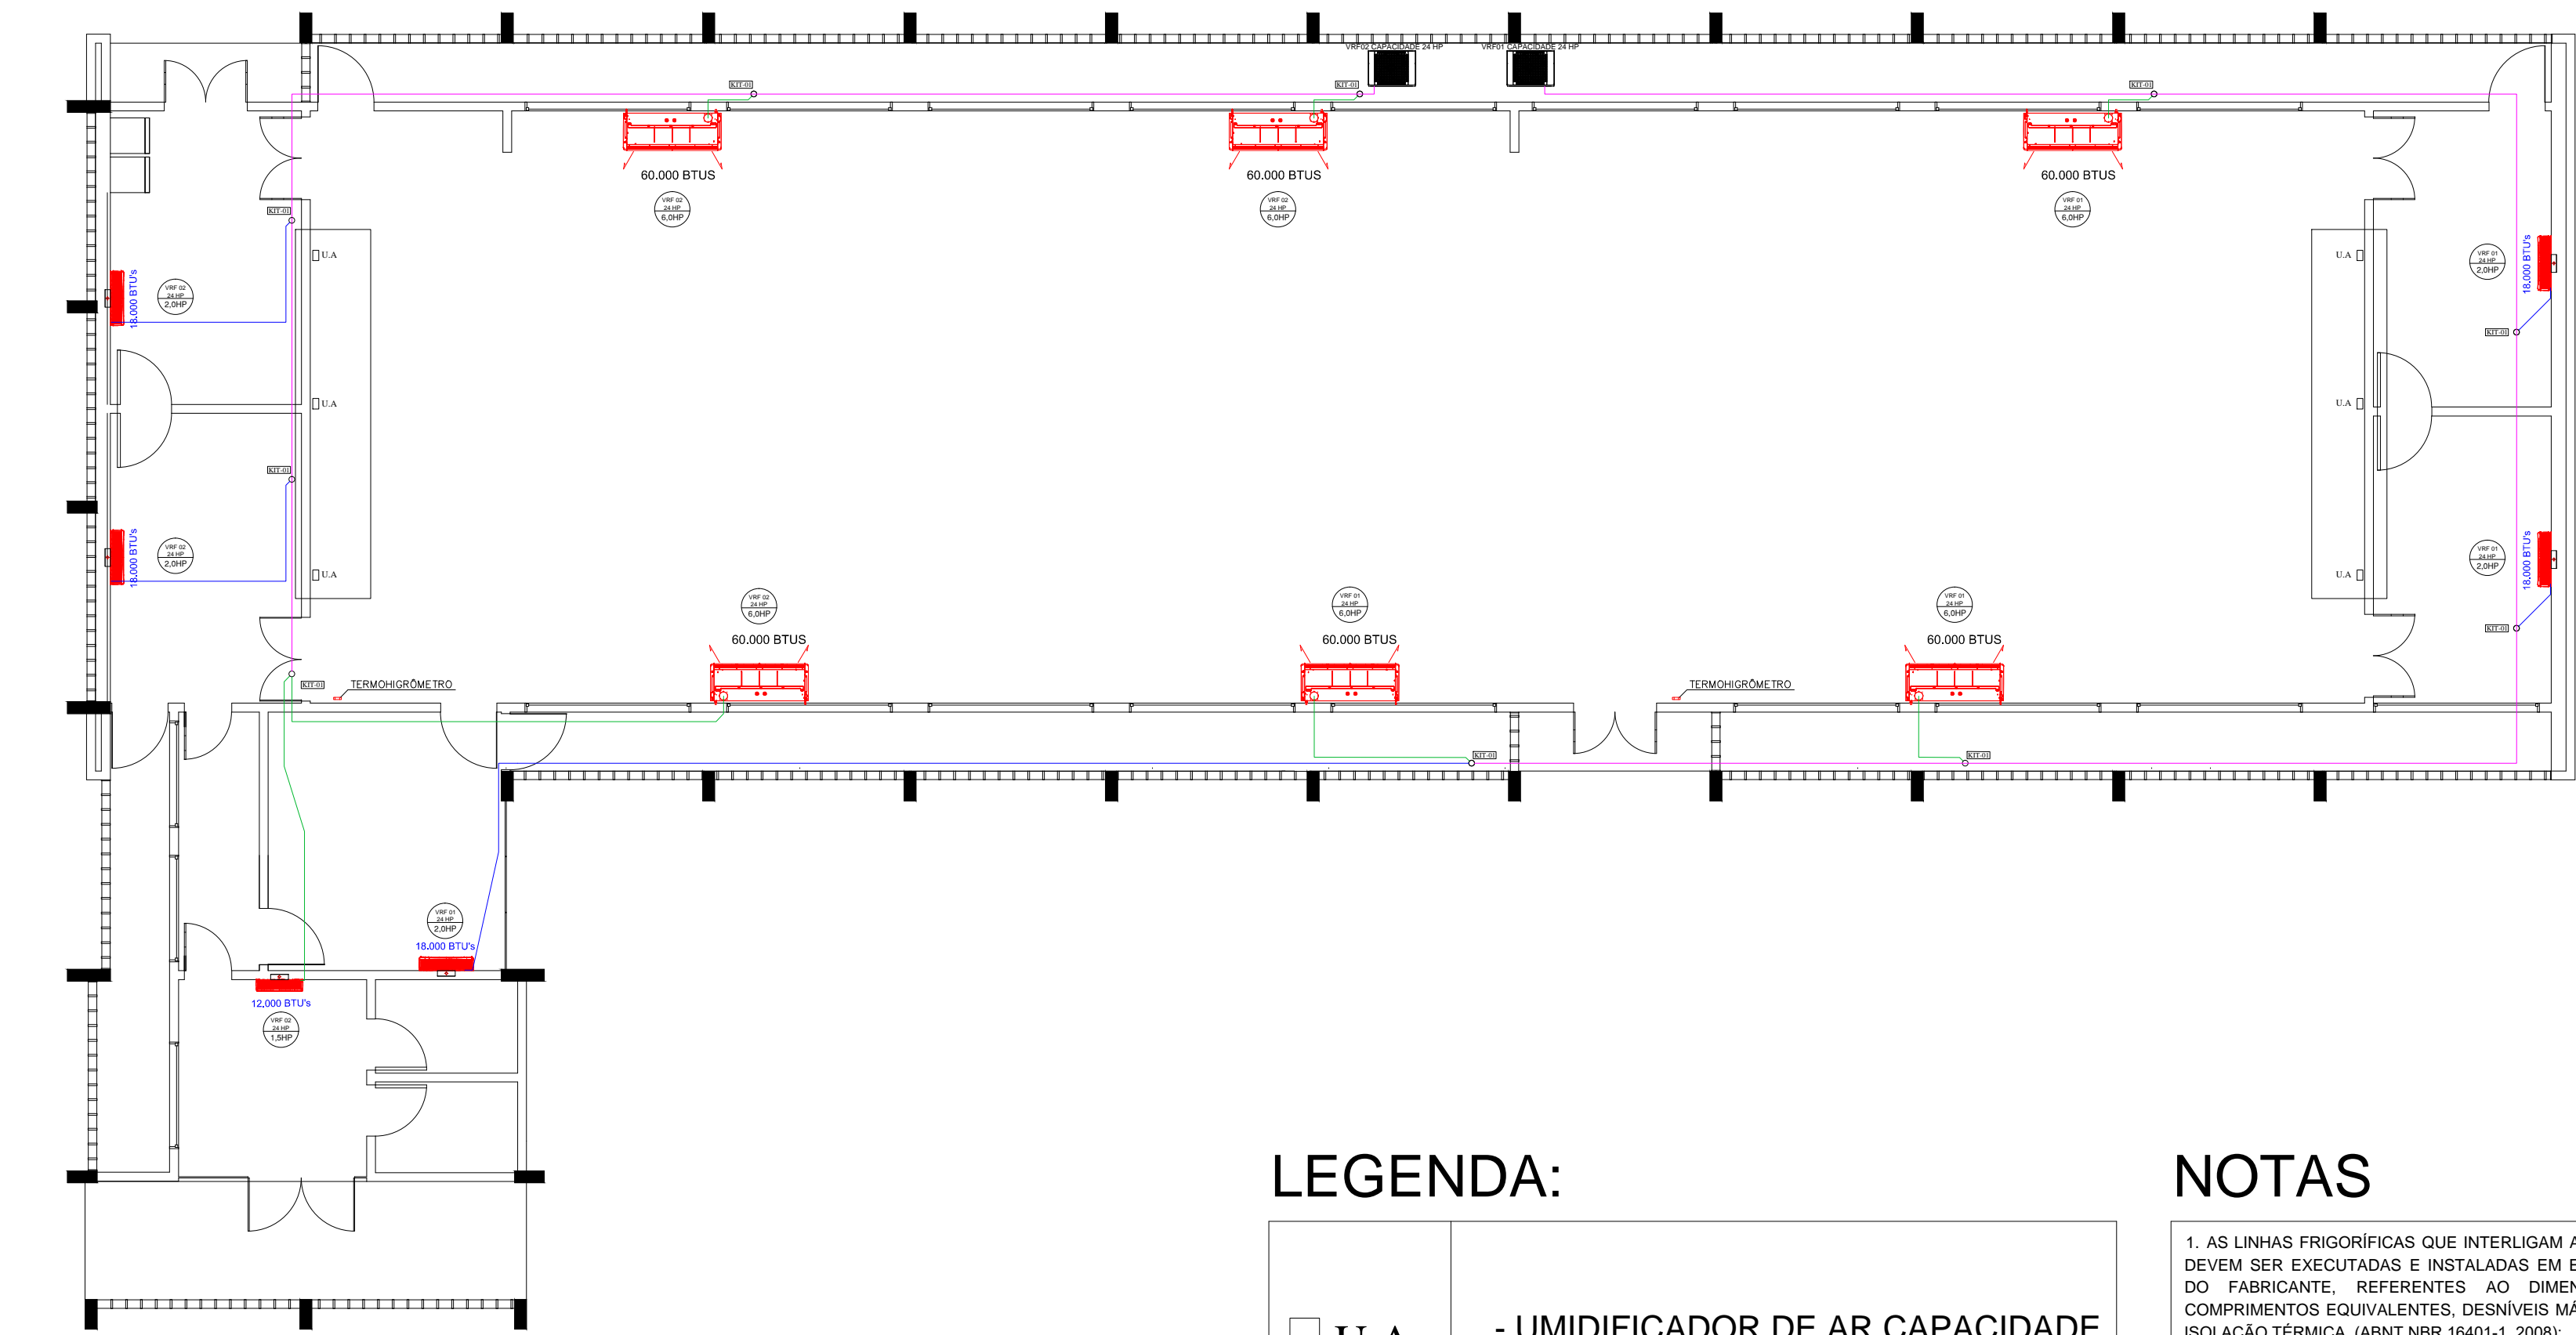 VRF02 CAPACIDADE 24 HP
VRF01 CAPACIDADE 24 HP
KIT-01
KIT-01
KIT-01
60.000 BTUS
60.000 BTUS
60.000 BTUS
VRF 02
24 HP
6,0HP
VRF 02
24 HP
6,0HP
VRF 01
24 HP
6,0HP
KIT-01
U.A
U.A
18.000 BTU's
VRF 02
24 HP
2,0HP
VRF 01
24 HP
2,0HP
18.000 BTU's
KIT-01
U.A
U.A
KIT-01
18.000 BTU's
VRF 02
24 HP
2,0HP
VRF 01
24 HP
2,0HP
18.000 BTU's
U.A
U.A
VRF 02
24 HP
6,0HP
VRF 01
24 HP
6,0HP
VRF 01
24 HP
6,0HP
KIT-01
60.000 BTUS
60.000 BTUS
60.000 BTUS
KIT-01
TERMOHIGRÔMETRO
TERMOHIGRÔMETRO
KIT-01
KIT-01
VRF 01
24 HP
2,0HP
18.000 BTU's
12.000 BTU's
VRF 02
24 HP
1,5HP
LEGENDA:
U.A
- UMIDIFICADOR DE AR CAPACIDADE
NOTAS
1. AS LINHAS FRIGORÍFICAS QUE INTERLIGAM
DEVEM SER EXECUTADAS E INSTALADAS EM
DO FABRICANTE, REFERENTES AO
COMPRIMENTOS EQUIVALENTES, DESNÍVEIS
ISOLAÇÃO TÉRMICA. (ABNT NBR 16401-1, 2008);